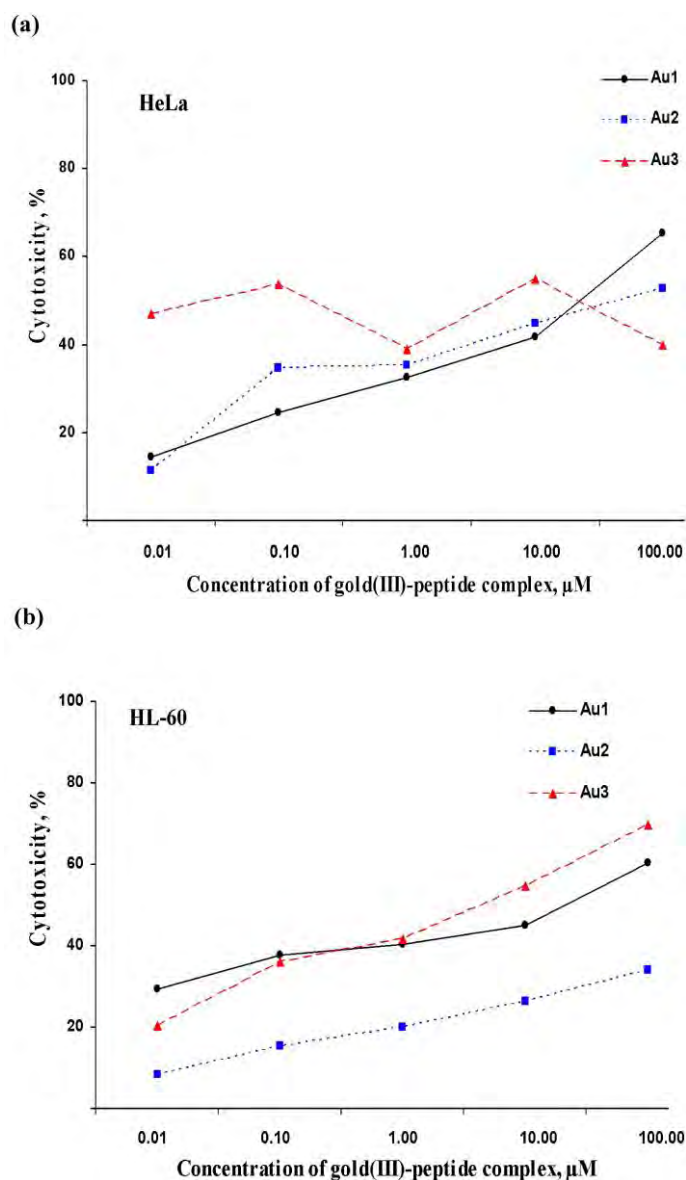 (a)
HeLa
Au1
Au2
Au3
100
80
60
40
20
Cytotoxicity, %
0.01 0.10 1.00 10.00 100.00
Concentration of gold(III)-peptide complex, µM
(b)
HL-60
Au1
Au2
Au3
100
80
60
40
20
Cytotoxicity, %
0.01 0.10 1.00 10.00 100.00
Concentration of gold(III)-peptide complex, µM